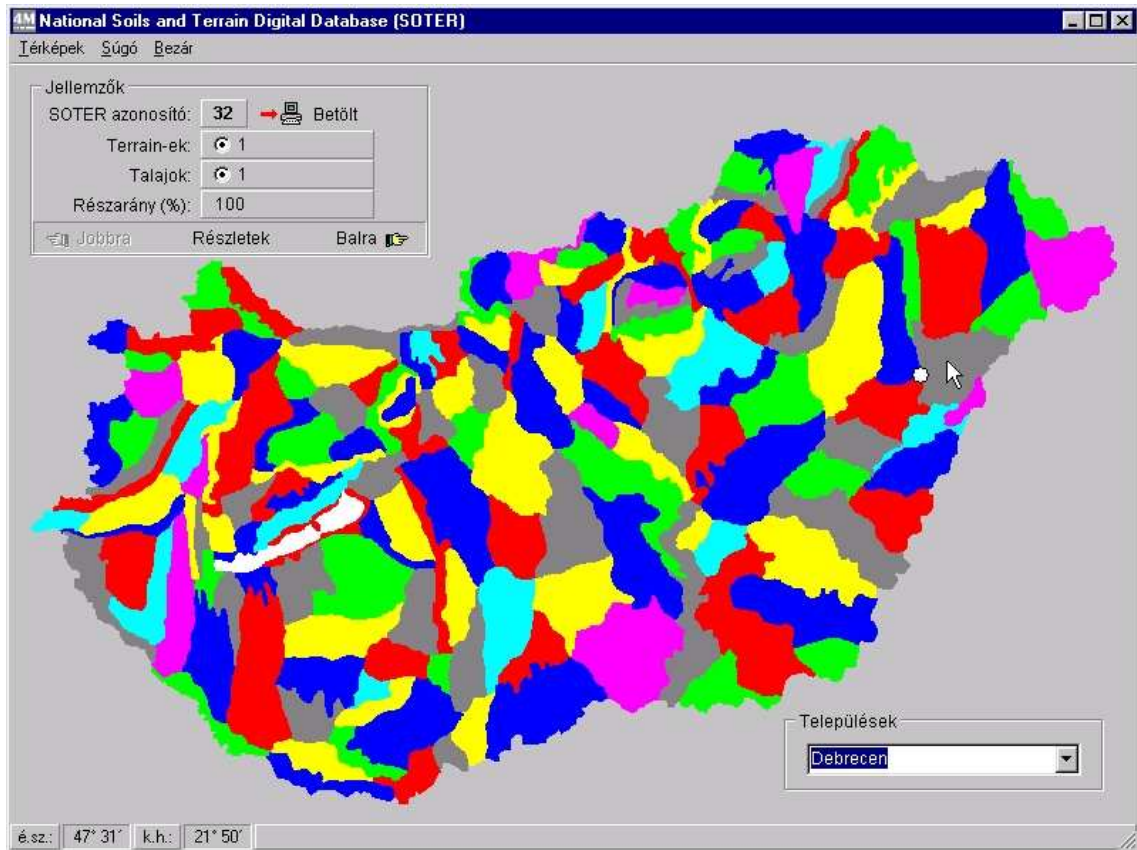 4M National Soils and Terrain Digital Database (SOTER)
Térképek Súgó Bezár
Jellemzők
SOTER azonosító: 32 Betölt
Terrain-ek: 1
Talajok: 1
Részarány (%): 100
Jobbra Részletek Balra
Települések
Debrecen
é.sz.: 47° 31´ k.h.: 21° 50´